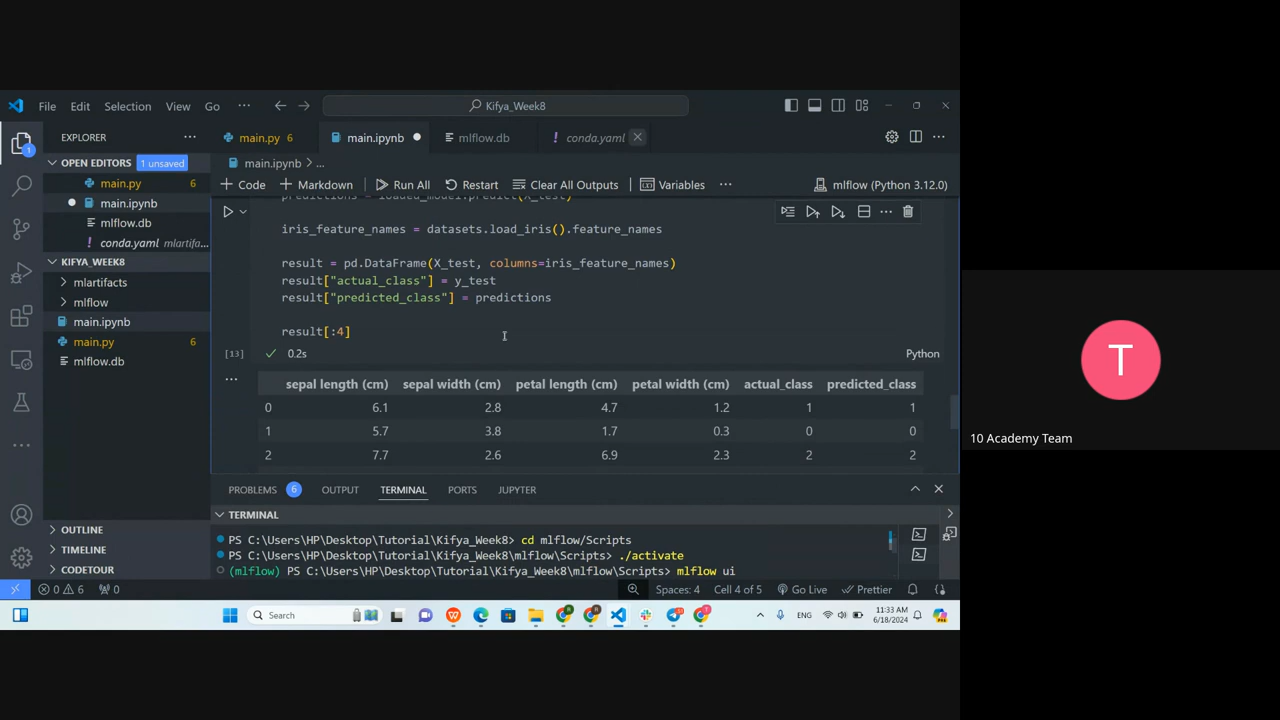 File Edit Selection View Go ... Kifya_Week8
EXPLORER ... main.py 6 main.ipynb mlflow.db ! conda.yaml
OPEN EDITORS 1 unsaved
main.py 6
main.ipynb
mlflow.db
! conda.yaml mlartifa...
KIFYA_WEEK8
mlartifacts
mlflow
main.ipynb
main.py 6
mlflow.db
OUTLINE
TIMELINE
CODETOUR
main.ipynb > ...
+ Code + Markdown Run All Restart Clear All Outputs Variables ... mlflow (Python 3.12.0)
predictions = loaded_model.predict(X_test)
iris_feature_names = datasets.load_iris().feature_names
result = pd.DataFrame(X_test, columns=iris_feature_names)
result["actual_class"] = y_test
result["predicted_class"] = predictions
result[:4]
[13] 0.2s Python
... sepal length (cm) sepal width (cm) petal length (cm) petal width (cm) actual_class predicted_class
0 6.1 2.8 4.7 1.2 1 1
1 5.7 3.8 1.7 0.3 0 0
2 7.7 2.6 6.9 2.3 2 2
PROBLEMS 6 OUTPUT TERMINAL PORTS JUPYTER
TERMINAL
PS C:\Users\HP\Desktop\Tutorial\Kifya_Week8> cd mlflow/Scripts
PS C:\Users\HP\Desktop\Tutorial\Kifya_Week8\mlflow\Scripts> ./activate
(mlflow) PS C:\Users\HP\Desktop\Tutorial\Kifya_Week8\mlflow\Scripts> mlflow ui
0 6 0 Spaces: 4 Cell 4 of 5 Go Live Prettier
Search ENG 11:33 AM
6/18/2024
T
10 Academy Team